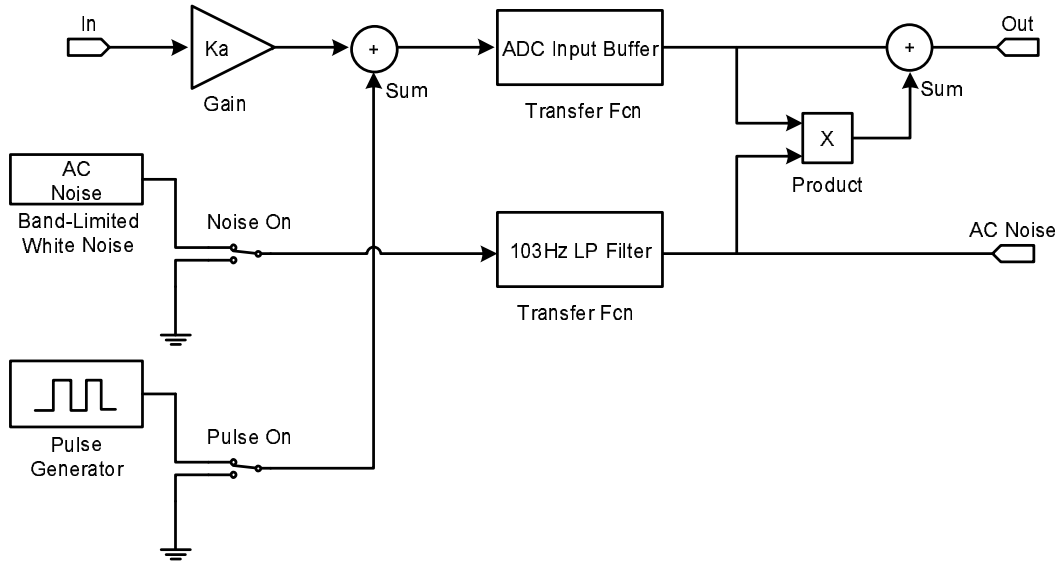 In
Out
Ka
+
ADC Input Buffer
+
Sum
Sum
Gain
Transfer Fcn
X
Product
AC
Noise
Band-Limited
White Noise
Noise On
103Hz LP Filter
AC Noise
Transfer Fcn
Pulse On
Pulse
Generator